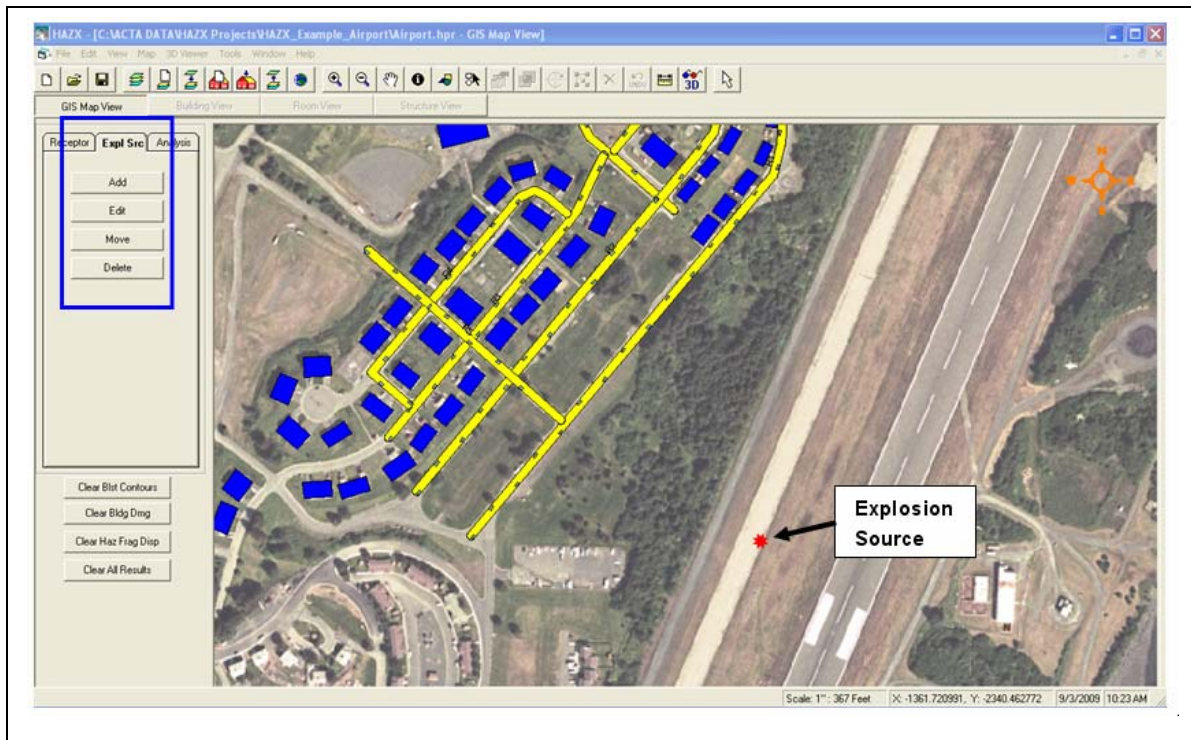 HAZX - [C:\ACTA DATA\HAZX Projects\HAZX_Example_Airport\Airport.hpr - GIS Map View]
File Edit View Map 3D Viewer Tools Window Help
3D
GIS Map View Building View Room View Structure View
Receptor Expl Src Analysis
Add
Edit
Move
Delete
Clear Blst Contours
Clear Bldg Dmg
Clear Haz Frag Disp
Clear All Results
N
Explosion
Source
Scale: 1" : 367 Feet X: -1361.720991, Y: -2340.462772 9/3/2009 10:23 AM